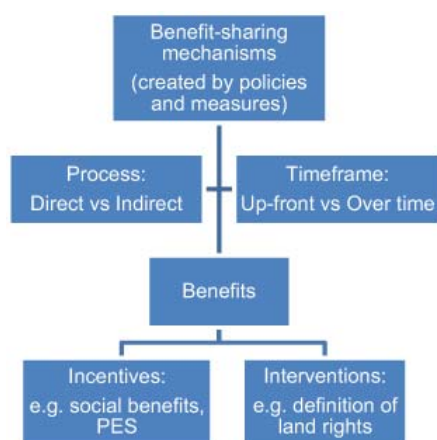 Benefit-sharing
mechanisms
(created by policies
and measures)
Process:
Direct vs Indirect
Timeframe:
Up-front vs Over time
Benefits
Incentives:
e.g. social benefits,
PES
Interventions:
e.g. definition of
land rights